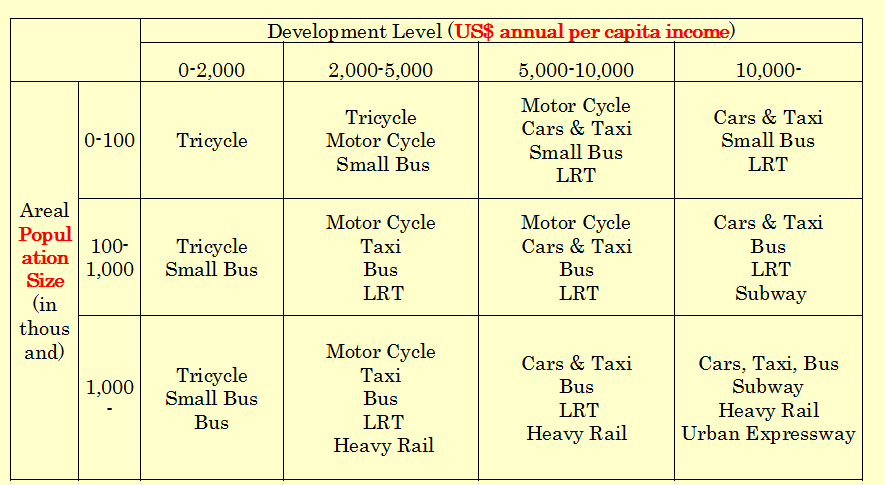 Development Level (US$ annual per capita income)
0-2,000
2,000-5,000
5,000-10,000
10,000-
Areal
Popul
ation
Size
(in
thous
and)
0-100
Tricycle
Tricycle
Motor Cycle
Small Bus
Motor Cycle
Cars & Taxi
Small Bus
LRT
Cars & Taxi
Small Bus
LRT
100-
1,000
Tricycle
Small Bus
Motor Cycle
Taxi
Bus
LRT
Motor Cycle
Cars & Taxi
Bus
LRT
Cars & Taxi
Bus
LRT
Subway
1,000
-
Tricycle
Small Bus
Bus
Motor Cycle
Taxi
Bus
LRT
Heavy Rail
Cars & Taxi
Bus
LRT
Heavy Rail
Cars, Taxi, Bus
Subway
Heavy Rail
Urban Expressway